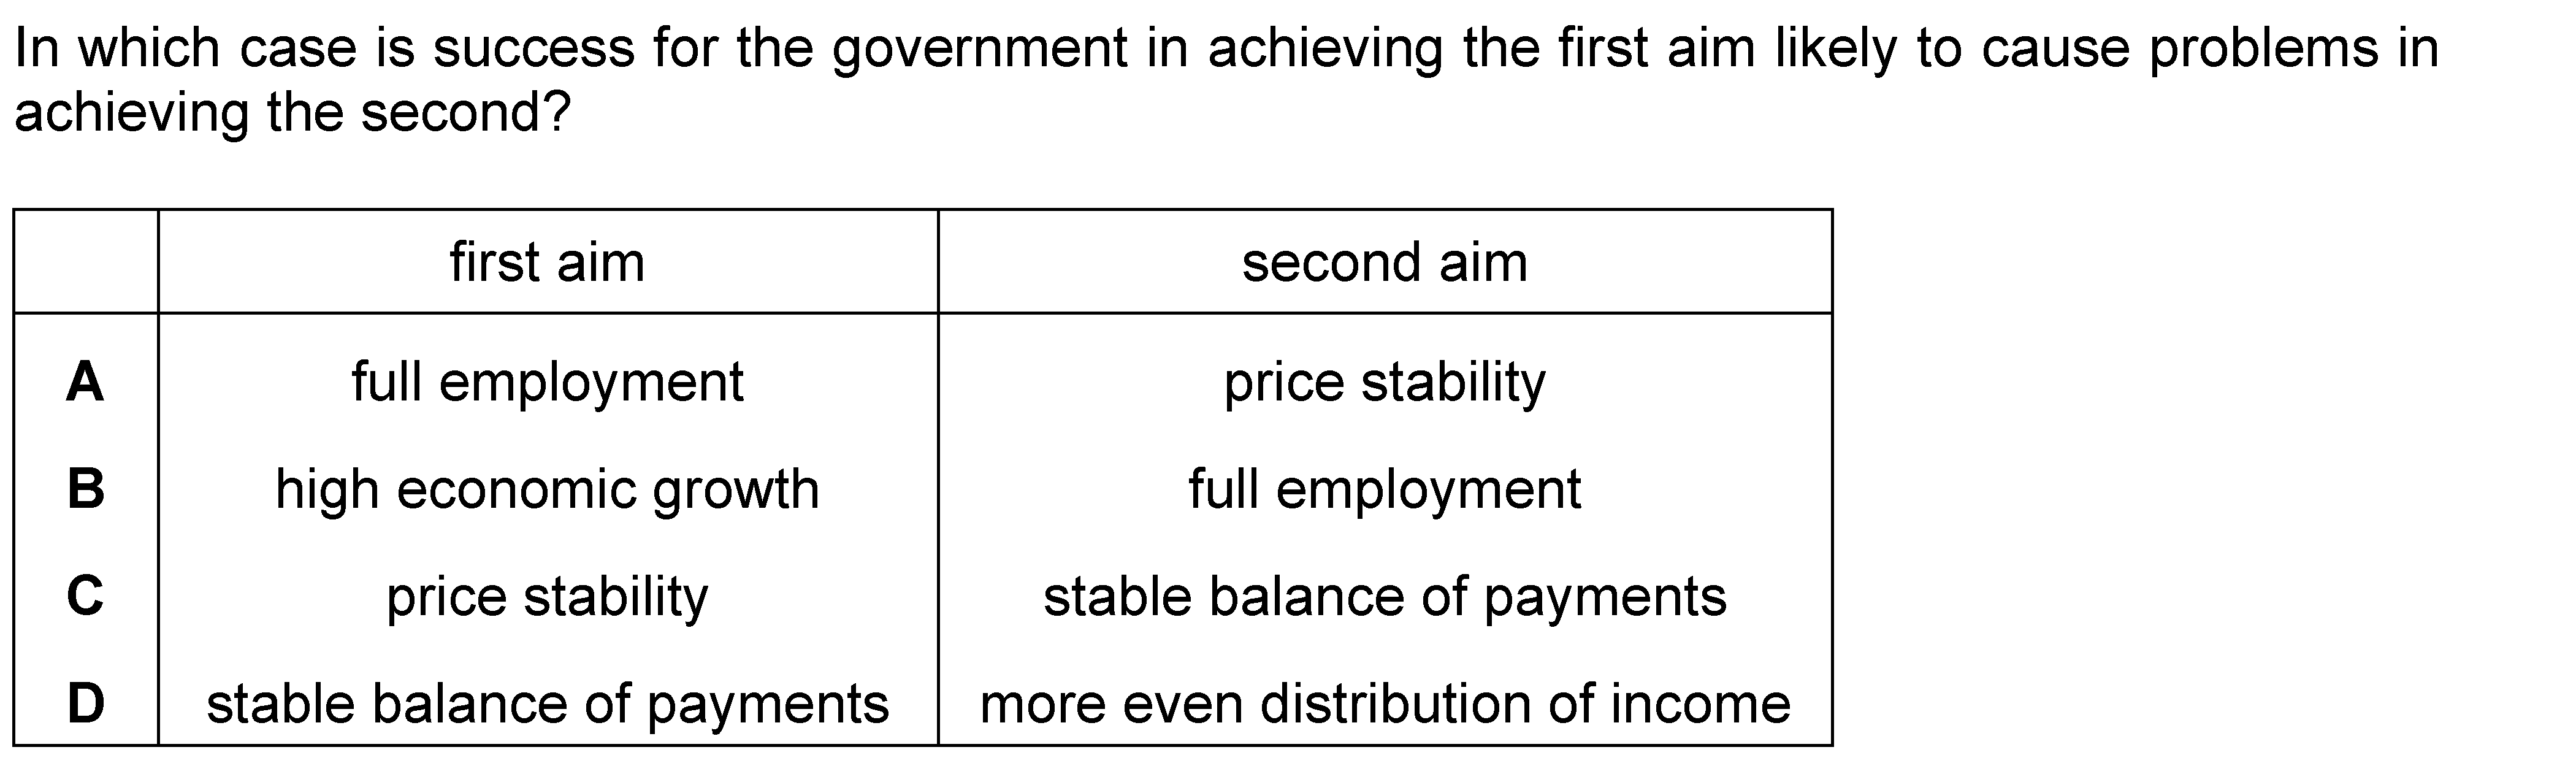 In which case is success for the government in achieving the first aim likely to cause problems in
achieving the second?
first aim second aim
A full employment price stability
B high economic growth full employment
C price stability stable balance of payments
D stable balance of payments more even distribution of income